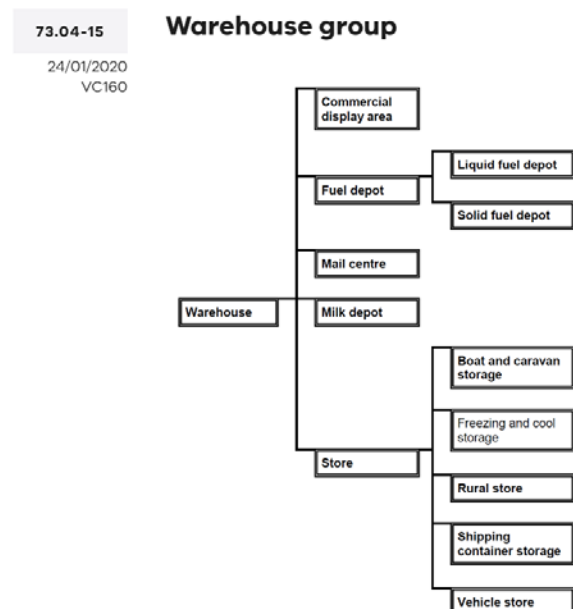 73.04-15
Warehouse group
24/01/2020
VC160
Commercial
display area
Fuel depot
Liquid fuel depot
Solid fuel depot
Mail centre
Warehouse
Milk depot
Store
Boat and caravan
storage
Freezing and cool
storage
Rural store
Shipping
container storage
Vehicle store